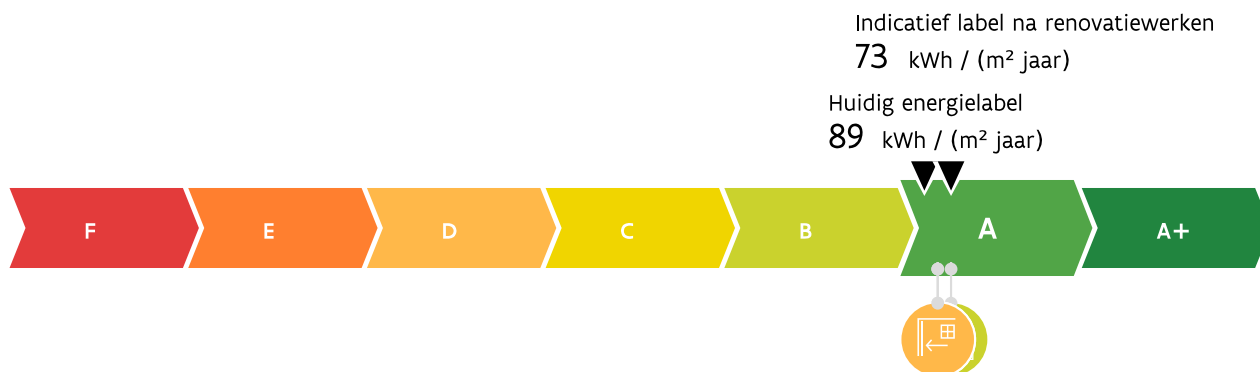 Indicatief label na renovatiewerken
73 kWh / (m² jaar)
Huidig energielabel
89 kWh / (m² jaar)
F E D C B A A+